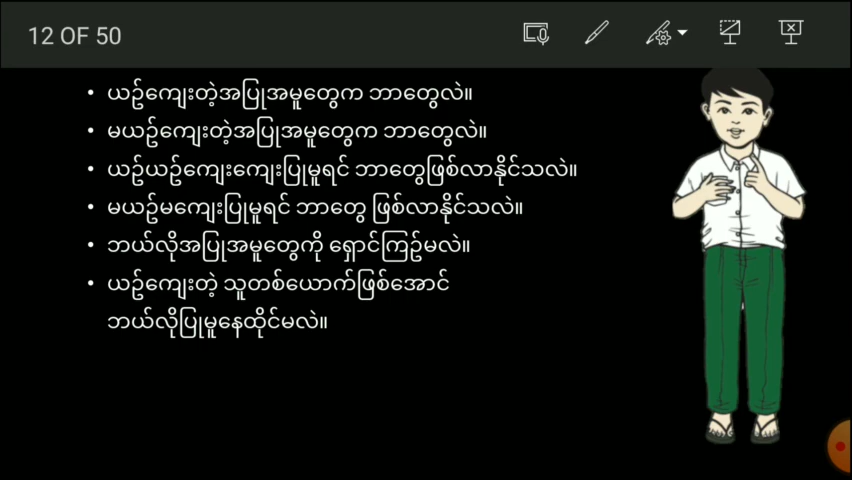 12 OF 50
• ယဉ်ကျေးတဲ့အပြုအမူတွေက ဘာတွေလဲ။
• မယဉ်ကျေးတဲ့အပြုအမူတွေက ဘာတွေလဲ။
• ယဉ်ယဉ်ကျေးကျေးပြုမူရင် ဘာတွေဖြစ်လာနိုင်သလဲ။
• မယဉ်မကျေးပြုမူရင် ဘာတွေ ဖြစ်လာနိုင်သလဲ။
• ဘယ်လိုအပြုအမူတွေကို ရှောင်ကြဉ်မလဲ။
• ယဉ်ကျေးတဲ့ သူတစ်ယောက်ဖြစ်အောင်
ဘယ်လိုပြုမူနေထိုင်မလဲ။